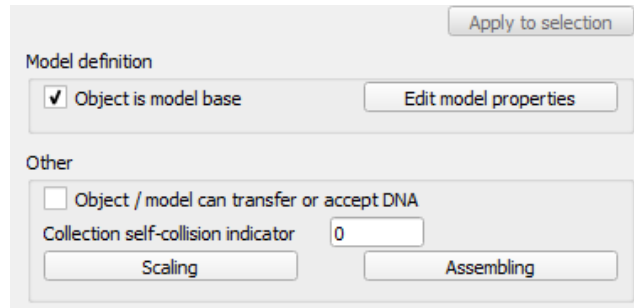 Apply to selection
Model definition
Object is model base
Edit model properties
Other
Object / model can transfer or accept DNA
Collection self-collision indicator 0
Scaling
Assembling